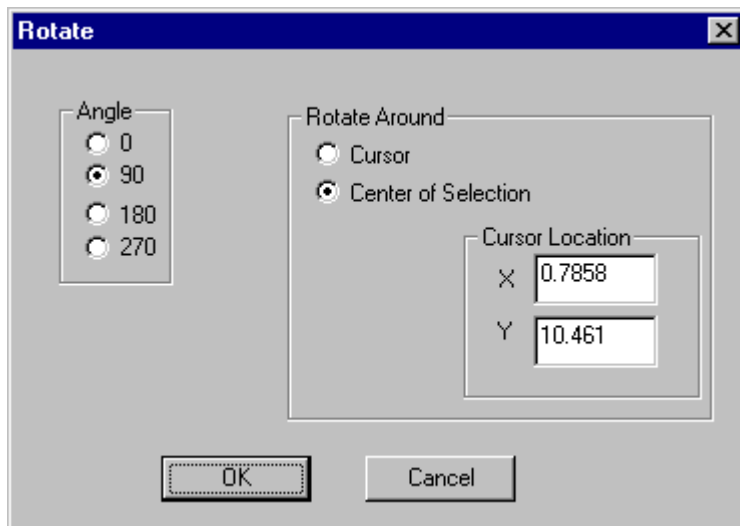 Rotate
Angle
0
90
180
270
Rotate Around
Cursor
Center of Selection
Cursor Location
X 0.7858
Y 10.461
OK Cancel